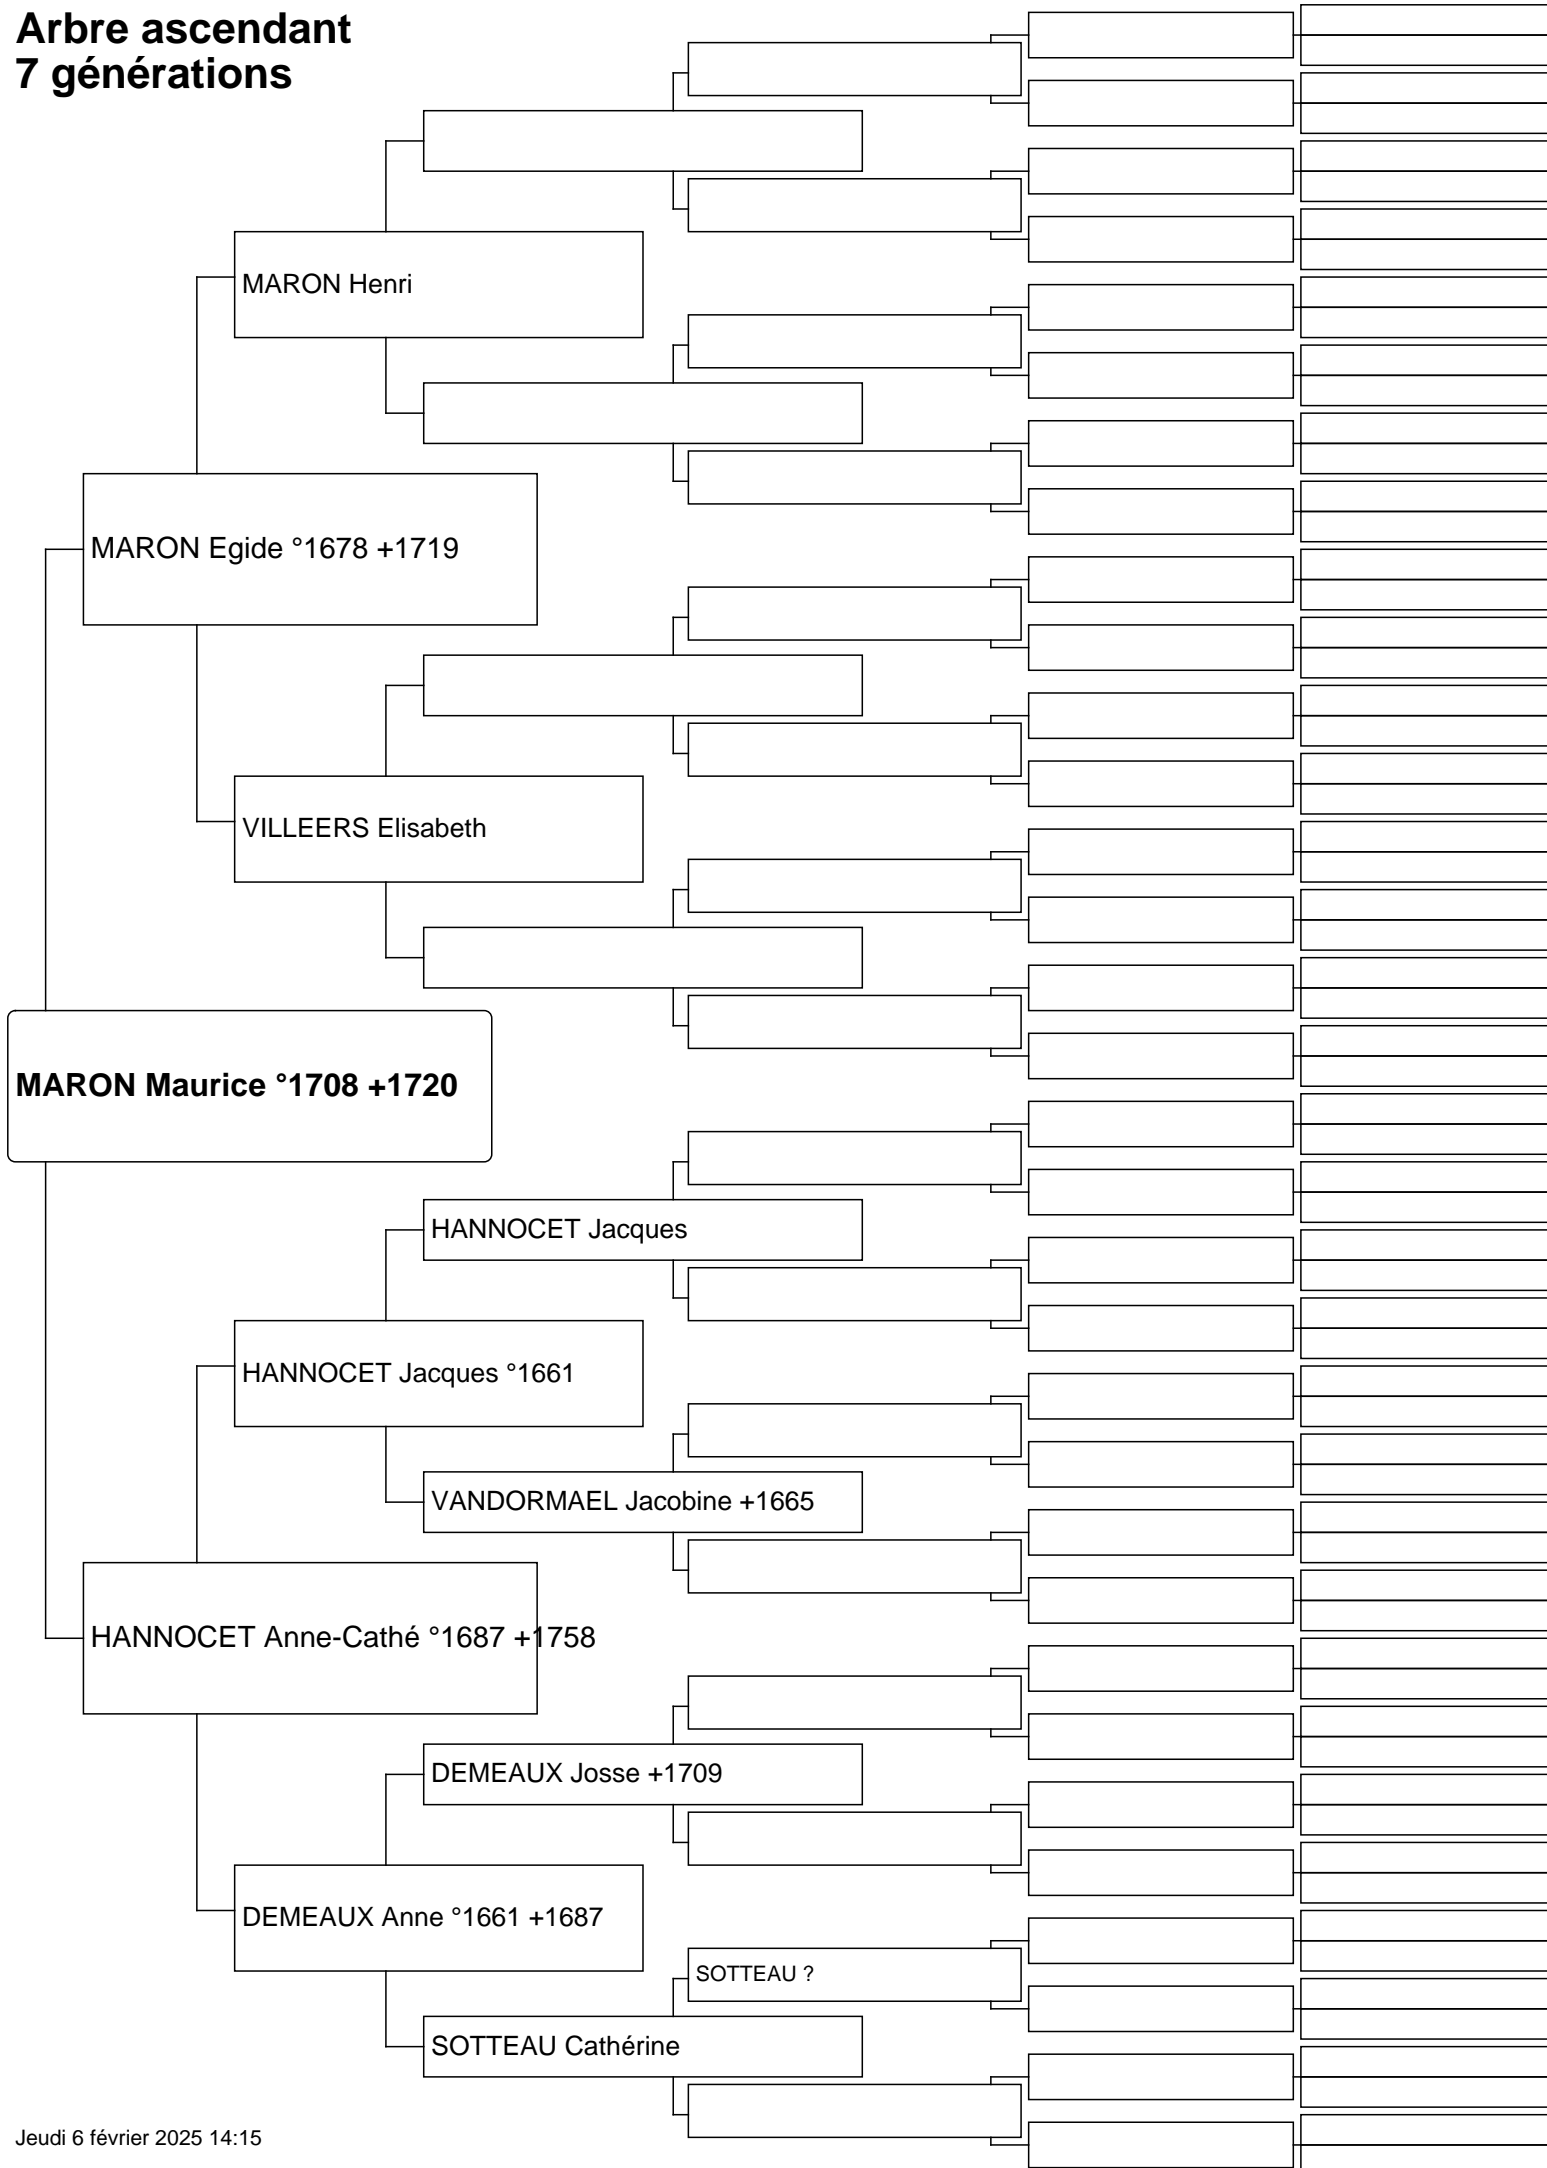 Arbre ascendant
7 générations
MARON Henri
MARON Egide °1678 +1719
VILLEERS Elisabeth
MARON Maurice °1708 +1720
HANNOCET Jacques
HANNOCET Jacques °1661
VANDORMAEL Jacobine +1665
HANNOCET Anne-Cathé °1687 +1758
DEMEAUX Josse +1709
DEMEAUX Anne °1661 +1687
SOTTEAU ?
SOTTEAU Cathérine
Jeudi 6 février 2025 14:15